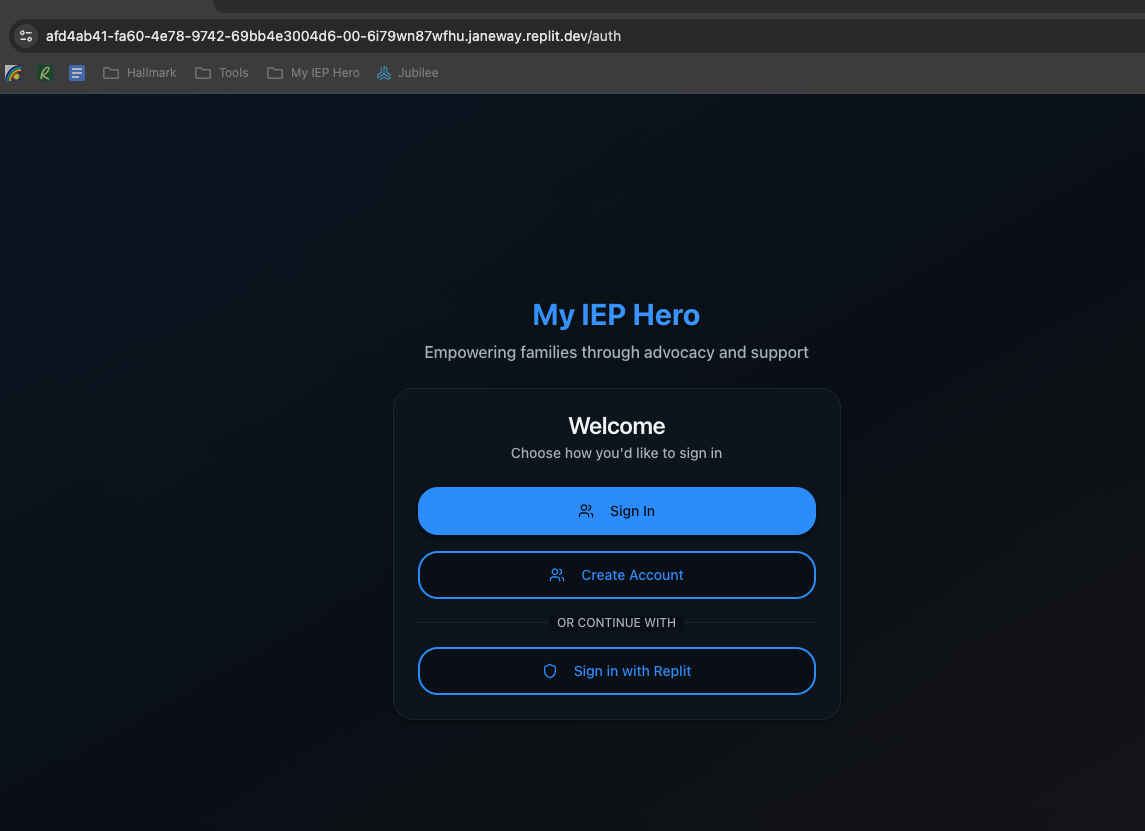 afd4ab41-fa60-4e78-9742-69bb4e3004d6-00-6i79wn87wfhu.janeway.replit.dev/auth
Hallmark Tools My IEP Hero Jubilee
My IEP Hero
Empowering families through advocacy and support
Welcome
Choose how you'd like to sign in
Sign In
Create Account
OR CONTINUE WITH
Sign in with Replit